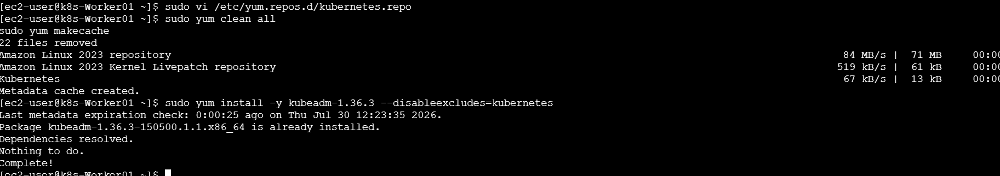 [ec2-user@k8s-Worker01 ~]$ sudo vi /etc/yum.repos.d/kubernetes.repo
[ec2-user@k8s-Worker01 ~]$ sudo yum clean all
sudo yum makecache
22 files removed
Amazon Linux 2023 repository 84 MB/s | 71 MB 00:00
Amazon Linux 2023 Kernel Livepatch repository 519 kB/s | 61 kB 00:00
Kubernetes 67 kB/s | 13 kB 00:00
Metadata cache created.
[ec2-user@k8s-Worker01 ~]$ sudo yum install -y kubeadm-1.36.3 --disableexcludes=kubernetes
Last metadata expiration check: 0:00:25 ago on Thu Jul 30 12:23:35 2026.
Package kubeadm-1.36.3-150500.1.1.x86_64 is already installed.
Dependencies resolved.
Nothing to do.
Complete!
[ec2-user@k8s-Worker01 ~]$